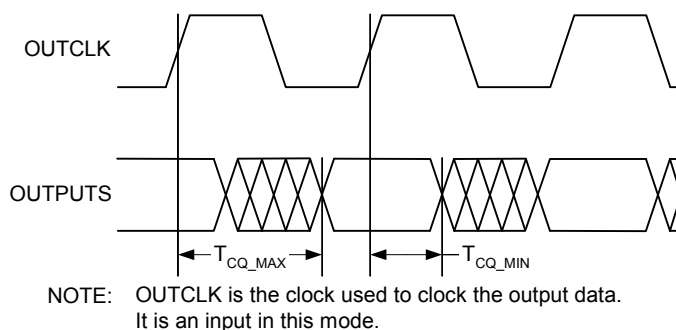 OUTCLK
OUTPUTS
T_CQ_MAX
T_CQ_MIN
NOTE: OUTCLK is the clock used to clock the output data.
It is an input in this mode.